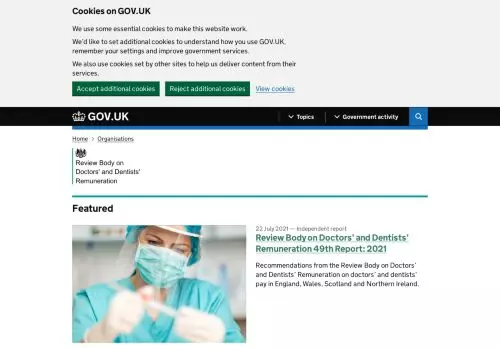 Cookies on GOV.UK
We use some essential cookies to make this website work.
We'd like to set additional cookies to understand how you use GOV.UK,
remember your settings and improve government services.
We also use cookies set by other sites to help us deliver content from their
services.
Accept additional cookies
Reject additional cookies
View cookies
GOV.UK
Topics
Government activity
Home
Organisations
Review Body on
Doctors' and Dentists'
Remuneration
Featured
22 July 2021 — Independent report
Review Body on Doctors' and Dentists'
Remuneration 49th Report: 2021
Recommendations from the Review Body on Doctors'
and Dentists' Remuneration on doctors' and dentists'
pay in England, Wales, Scotland and Northern Ireland.